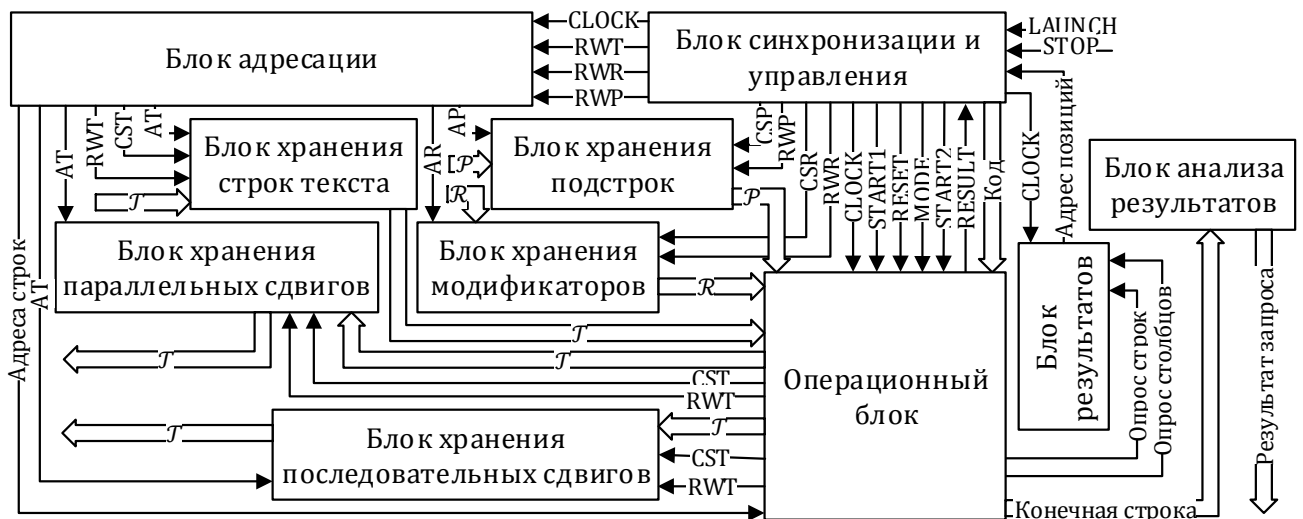 Блок адресации
CLOCK
RWT
RWR
RWP
Блок синхронизации и
управления
LAUNCH
STOP
AT
RWT
CST
AT
AR
AP
CSP
RWP
CSR
RWR
CLOCK
START1
RESET
MODE
START2
RESULT
Код
CLOCK
Адрес позиций
Блок хранения
строк текста
𝒯
𝒫
ℛ
Блок хранения
подстрок
𝒫
Блок анализа
результатов
Блок хранения
параллельных сдвигов
Блок хранения
модификаторов
ℛ
Адреса строк
AT
𝒯
𝒯
𝒯
CST
RWT
Операционный
блок
Блок
результатов
Опрос строк
Опрос столбцов
Результат запроса
𝒯
Блок хранения
последовательных сдвигов
𝒯
CST
RWT
Конечная строка